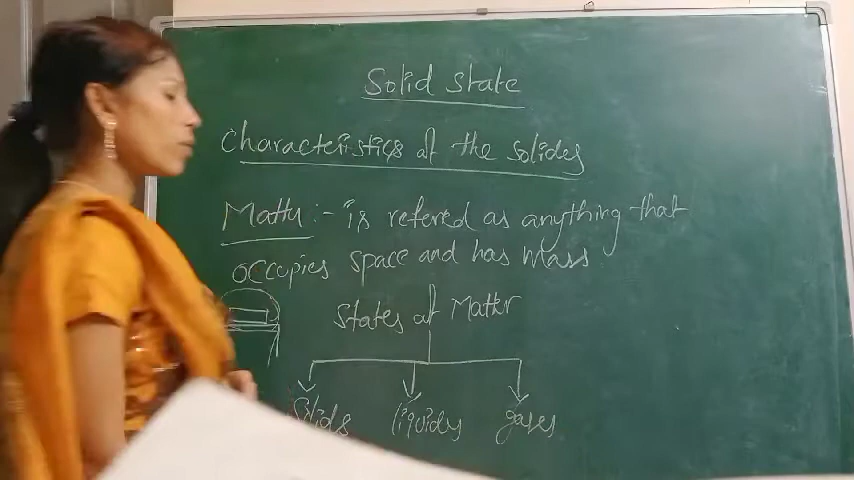 Solid state
Characteristics of the solides
Matter :- is refered as anything that
occupies space and has mass
States of Matter
Solids liquides gases